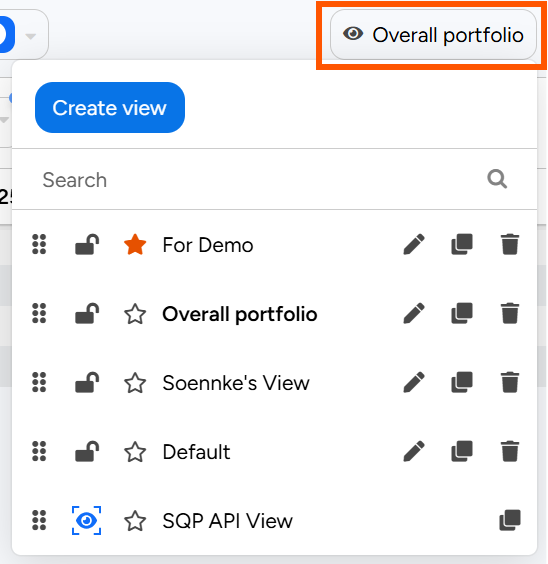 Overall portfolio
Create view
Search
For Demo
Overall portfolio
Soennke's View
Default
SQP API View